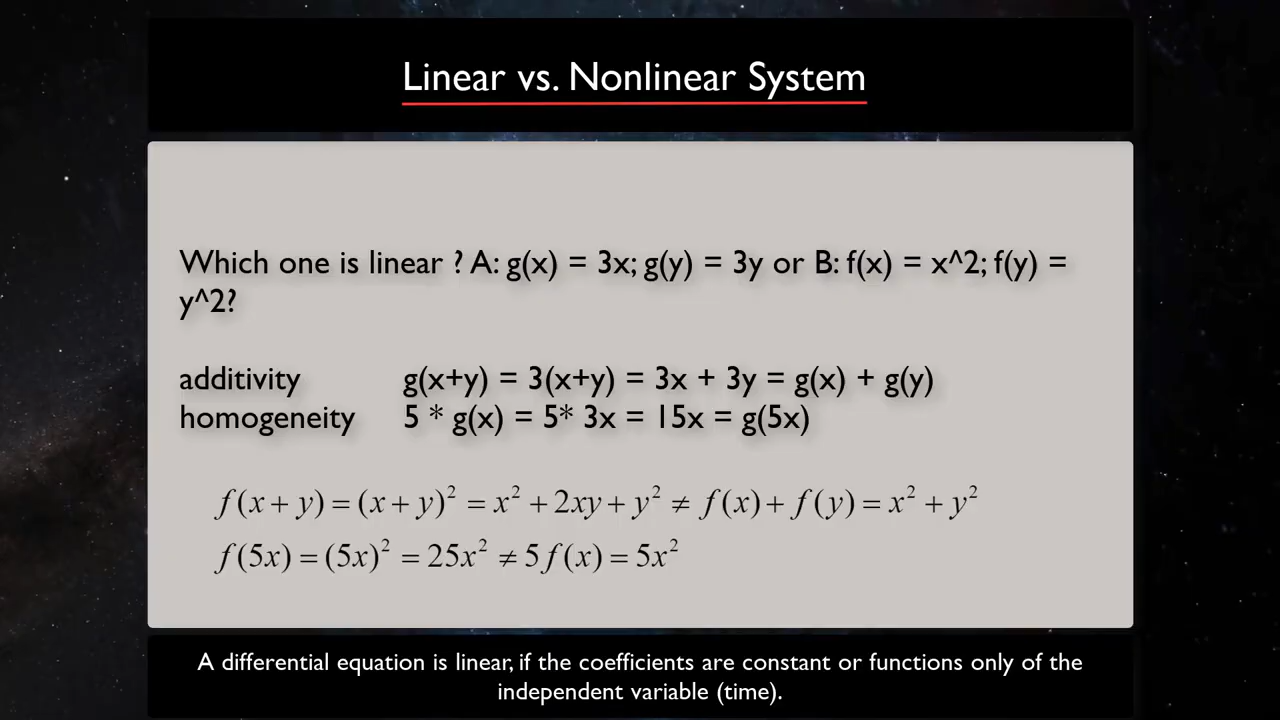 Linear vs. Nonlinear System
Which one is linear ? A: g(x) = 3x; g(y) = 3y or B: f(x) = x^2; f(y) =
y^2?
additivity g(x+y) = 3(x+y) = 3x + 3y = g(x) + g(y)
homogeneity 5 * g(x) = 5* 3x = 15x = g(5x)
f(x + y) = (x + y)² = x² + 2xy + y² ≠ f(x) + f(y) = x² + y²
f(5x) = (5x)² = 25x² ≠ 5f(x) = 5x²
A differential equation is linear, if the coefficients are constant or functions only of the
independent variable (time).